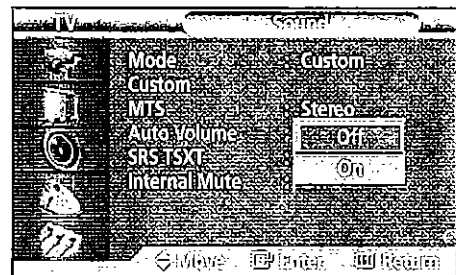 TV Sound
Mode : Custom
Custom
MTS : Stereo
Auto Volume Off
SRS TSXT On
Internal Mute
Move Enter Return